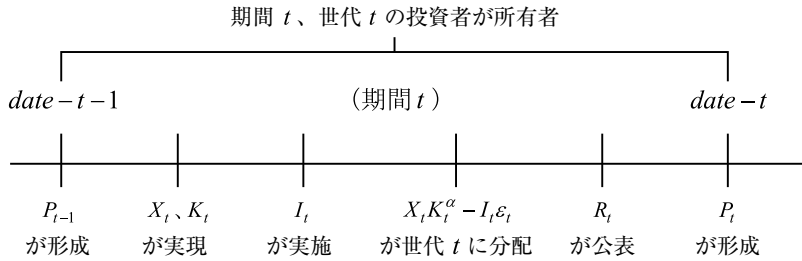 期間 t 、世代 t の投資者が所有者
date−t−1 （期間 t ） date−t
P_{t−1} X_t 、K_t I_t X_t K_t^α − I_t ε_t R_t P_t
が形成 が実現 が実施 が世代 t に分配 が公表 が形成